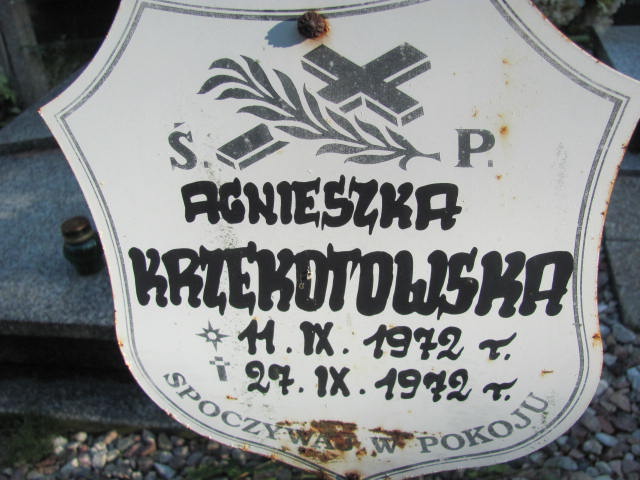 Ś. P.
AGNIESZKA
KRZEKOTOWSKA
* 11. IX. 1972 r.
† 27. IX. 1972 r.
SPOCZYWAJ W POKOJU